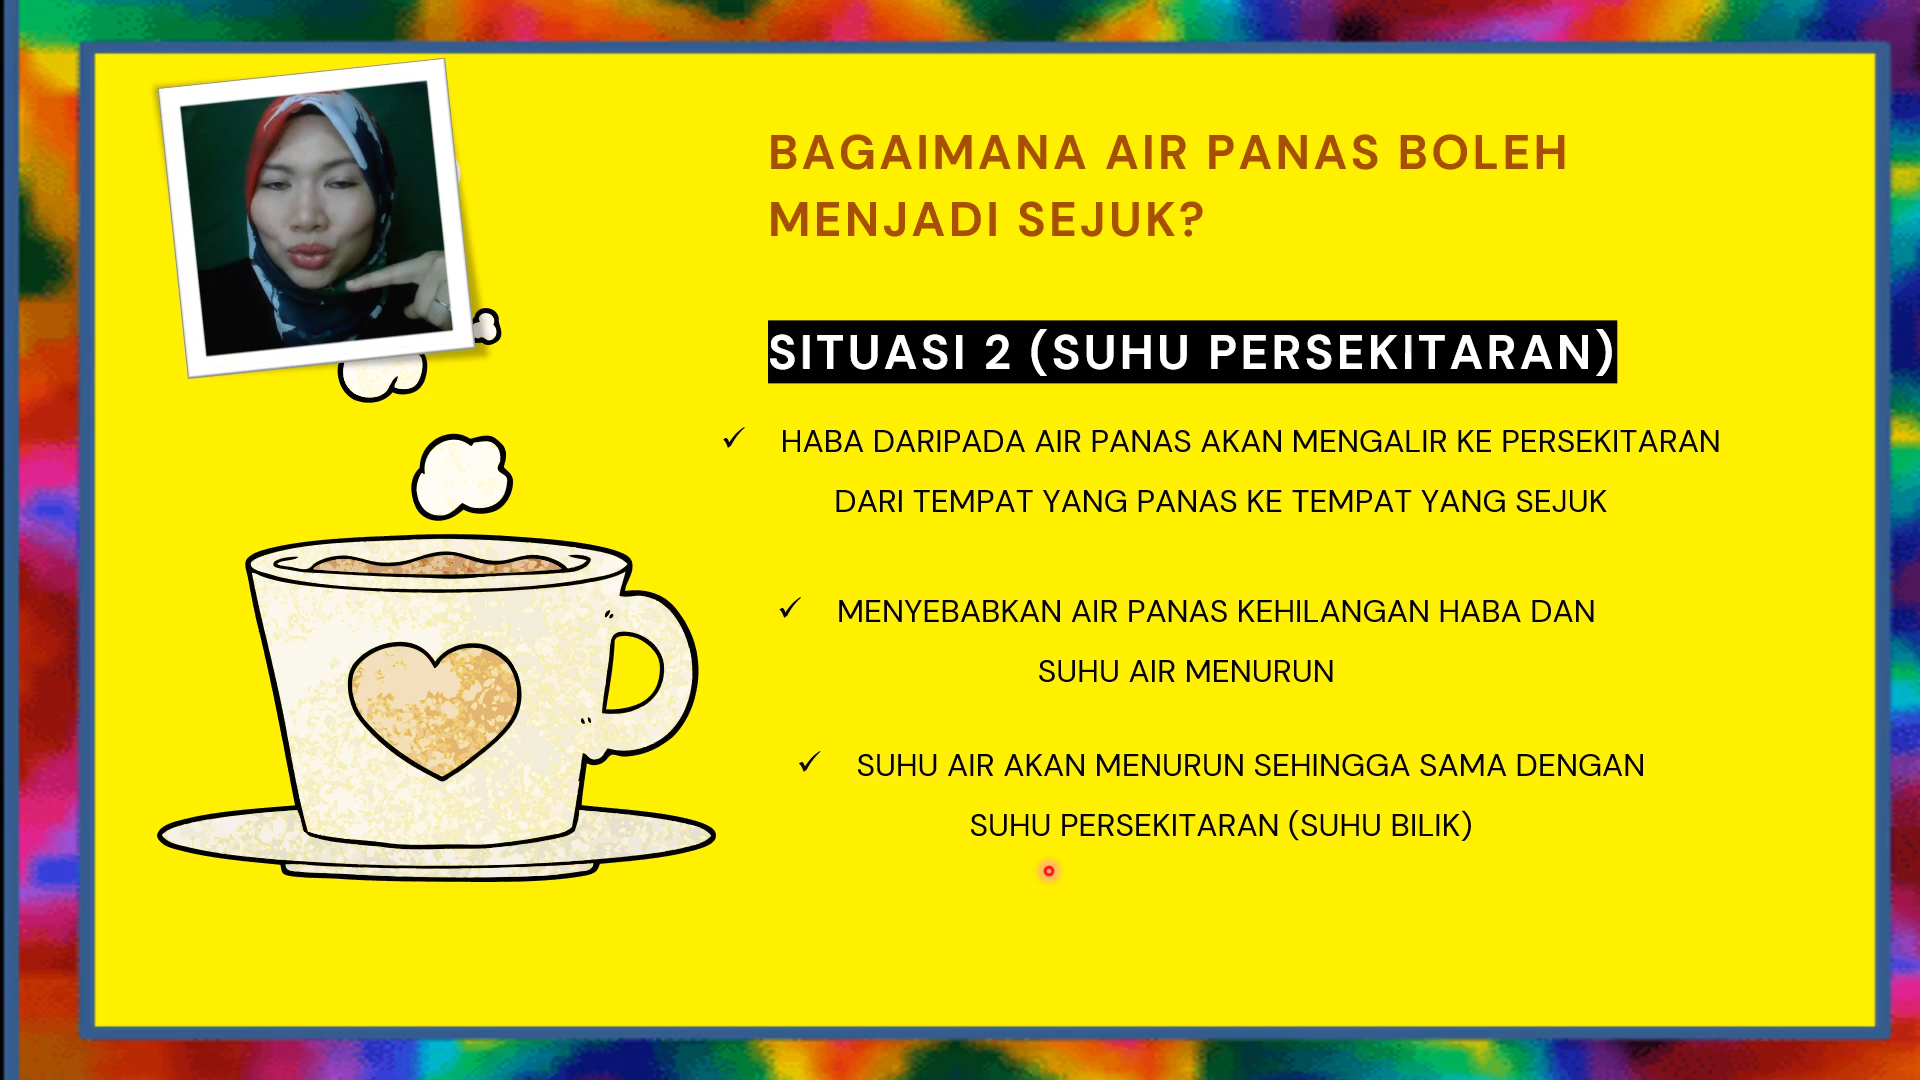 BAGAIMANA AIR PANAS BOLEH
MENJADI SEJUK?
SITUASI 2 (SUHU PERSEKITARAN)
✓ HABA DARIPADA AIR PANAS AKAN MENGALIR KE PERSEKITARAN
DARI TEMPAT YANG PANAS KE TEMPAT YANG SEJUK
✓ MENYEBABKAN AIR PANAS KEHILANGAN HABA DAN
SUHU AIR MENURUN
✓ SUHU AIR AKAN MENURUN SEHINGGA SAMA DENGAN
SUHU PERSEKITARAN (SUHU BILIK)